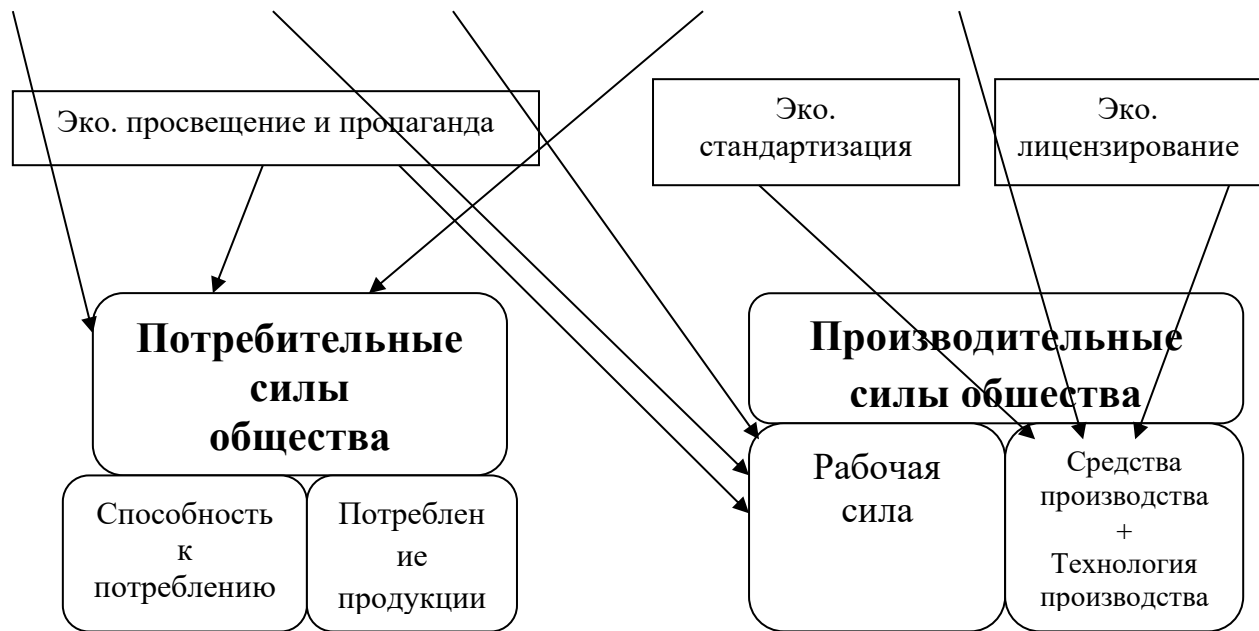 Эко. просвещение и пропаганда
Эко.
стандартизация
Эко.
лицензирование
Потребительные
силы
общества
Производительные
силы обшества
Способность
к
потреблению
Потреблен
ие
продукции
Рабочая
сила
Средства
производства
+
Технология
производства